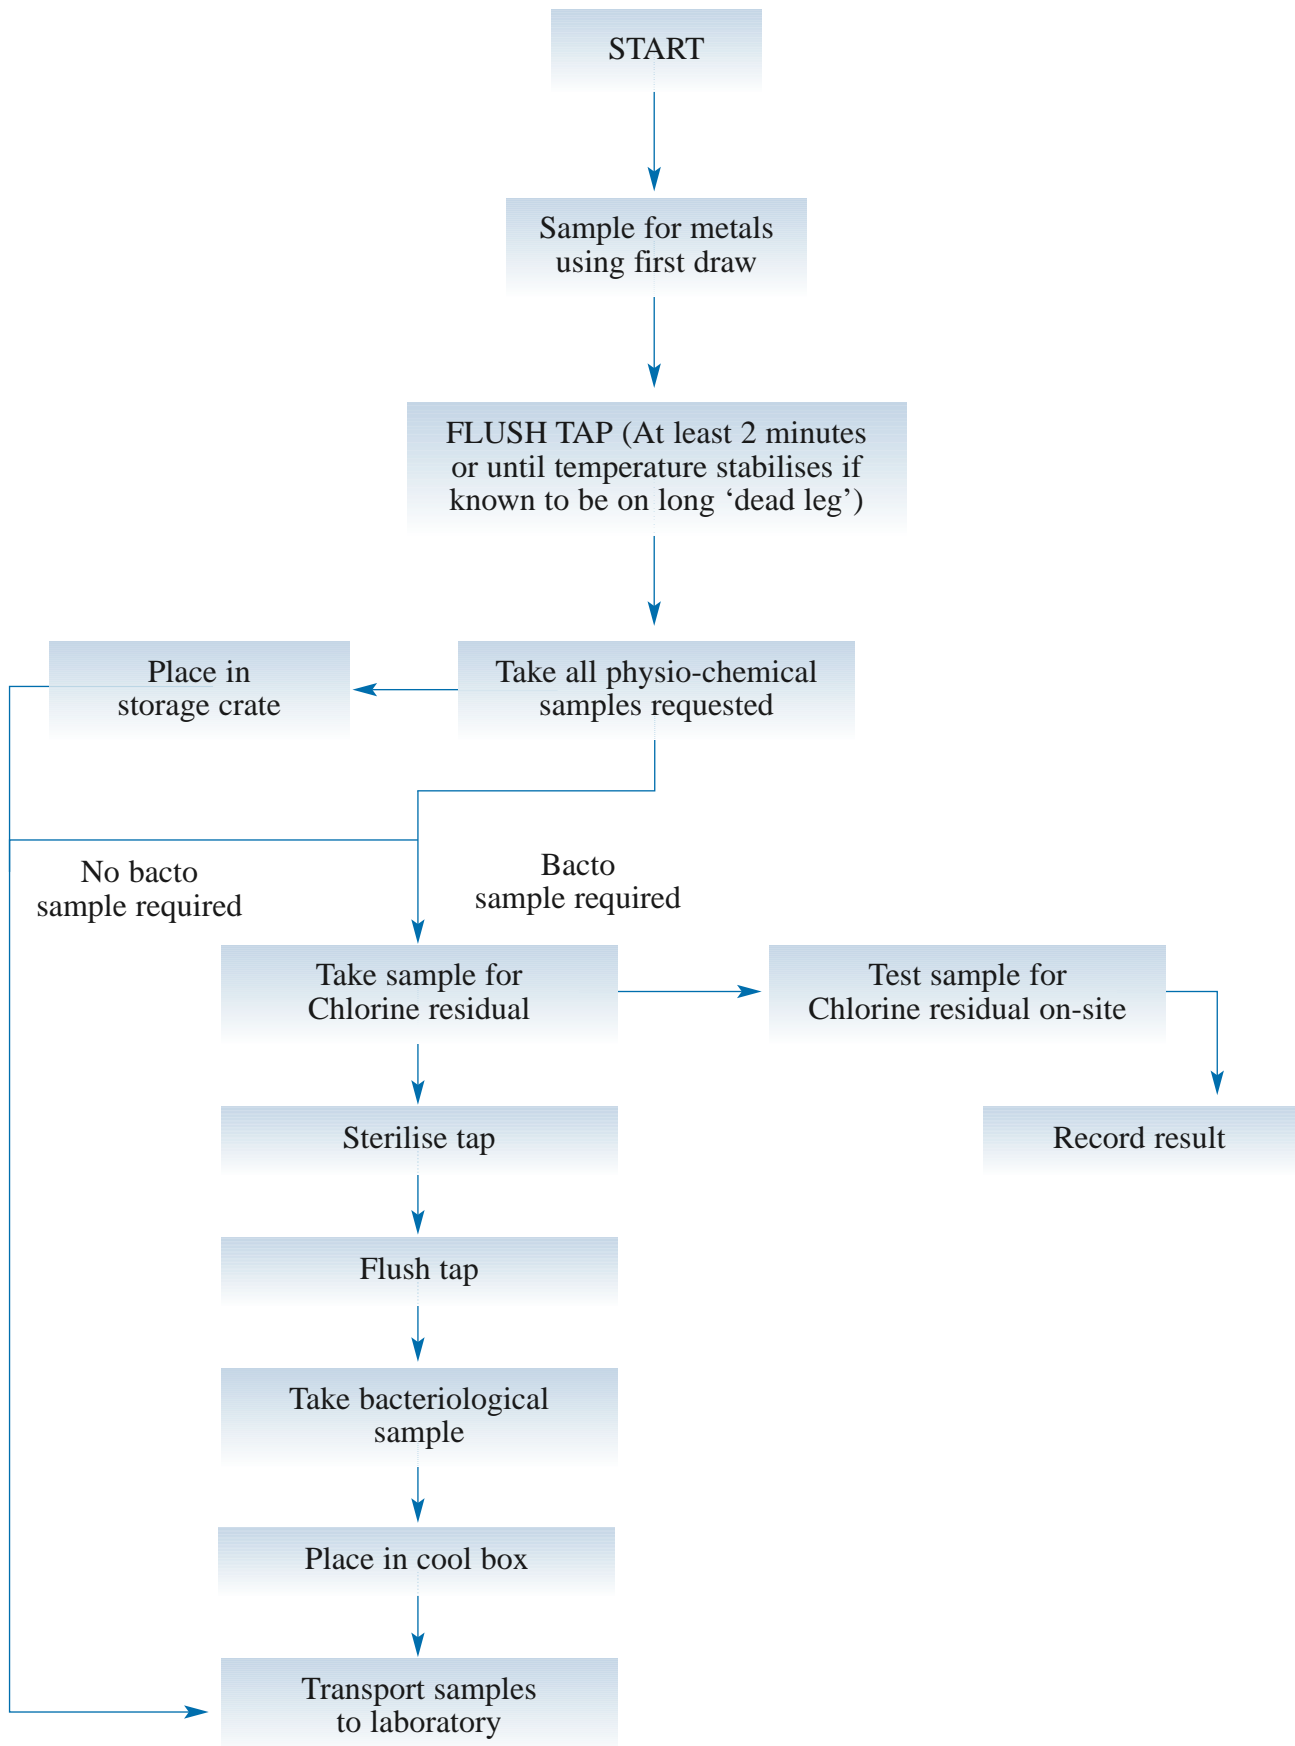 START
Sample for metals
using first draw
FLUSH TAP (At least 2 minutes
or until temperature stabilises if
known to be on long ‘dead leg’)
Place in
storage crate
Take all physio-chemical
samples requested
No bacto
sample required
Bacto
sample required
Take sample for
Chlorine residual
Test sample for
Chlorine residual on-site
Sterilise tap
Record result
Flush tap
Take bacteriological
sample
Place in cool box
Transport samples
to laboratory